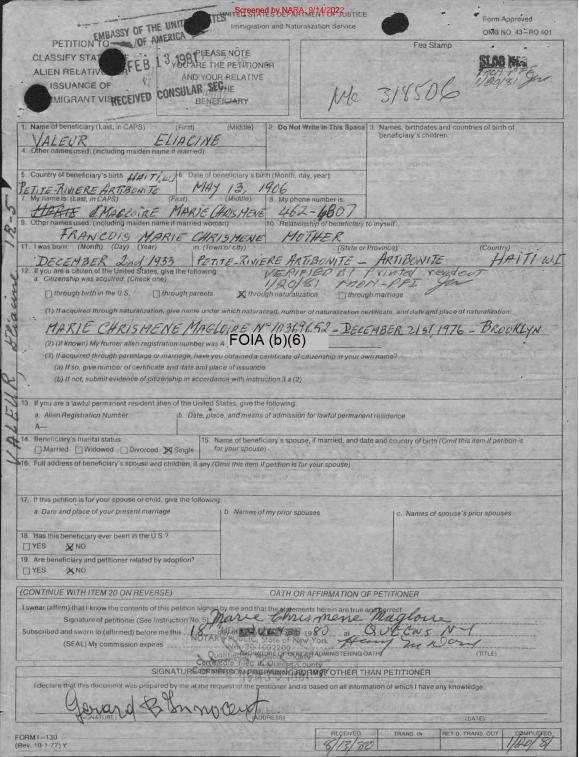 Screened by NARA, 9/14/2022
UNITED STATES DEPARTMENT OF JUSTICE
Immigration and Naturalization Service
Form Approved
OMB NO. 43-RO 401
EMBASSY OF THE UNITED STATES
OF AMERICA
FEB 13 1981
RECEIVED CONSULAR SEC.
PETITION TO
CLASSIFY STAT
ALIEN RELATIVE
ISSUANCE OF
IMMIGRANT VIS
PLEASE NOTE
YOU ARE THE PETITIONER
AND YOUR RELATIVE
IS THE
BENEFICIARY
Fee Stamp
1/20/81
318506
1. Name of beneficiary (Last, in CAPS) (First) (Middle)
VALEUR ELIACINE
2. Do Not Write in This Space
3. Names, birthdates and countries of birth of beneficiary's children.
4. Other names used: (including maiden name if married)
5. Country of beneficiary's birth HAITI, WI
PETITE-RIVIERE ARTIBONITE
6. Date of beneficiary's birth (Month, day, year)
MAY 13, 1906
7. My name is: (Last, in CAPS) (First) (Middle)
MAGLOIRE MARIE CHRISMENE
8. My phone number is:
462-6807
9. Other names used: (including maiden name if married woman)
FRANCOIS MARIE CHRISMENE
10. Relationship of beneficiary to myself
MOTHER
11. I was born: (Month) (Day) (Year) in: (Town or city) (State or Province) (Country)
DECEMBER 2nd 1933 PETITE-RIVIERE ARTIBONITE - ARTIBONITE HAITI WI
12. If you are a citizen of the United States, give the following:
VERIFIED BY Printed readout
1/20/81 FROM-PPI
a. Citizenship was acquired: (Check one)
through birth in the U.S. through parents X through naturalization through marriage
(1) If acquired through naturalization, give name under which naturalized, number of naturalization certificate, and date and place of naturalization:
MARIE CHRISMENE MAGLOIRE No 10369652 - DECEMBER 21st 1976 - BROOKLYN
(2) (If known) My former alien registration number was A FOIA (b)(6)
(3) If acquired through parentage or marriage, have you obtained a certificate of citizenship in your own name?
(a) If so, give number of certificate and date and place of issuance
(b) If not, submit evidence of citizenship in accordance with instruction 3 a (2)
13. If you are a lawful permanent resident alien of the United States, give the following:
a. Alien Registration Number:
A—
b. Date, place, and means of admission for lawful permanent residence
14. Beneficiary's marital status:
Married Widowed Divorced X Single
15. Name of beneficiary's spouse, if married, and date and country of birth (Omit this item if petition is for your spouse)
16. Full address of beneficiary's spouse and children, if any (Omit this item if petition is for your spouse)
17. If this petition is for your spouse or child, give the following:
a. Date and place of your present marriage
b. Names of my prior spouses
c. Names of spouse's prior spouses
18. Has this beneficiary ever been in the U.S.?
YES X NO
19. Are beneficiary and petitioner related by adoption?
YES X NO
VALEUR, Eliacine
(CONTINUE WITH ITEM 20 ON REVERSE)
OATH OR AFFIRMATION OF PETITIONER
I swear (affirm) that I know the contents of this petition signed by me and that the statements herein are true and correct.
Signature of petitioner (See Instruction No. 5) Marie Chrismene Magloire
Subscribed and sworn to (affirmed) before me this 18 1980 at QUEENS N-Y
NOTARY PUBLIC, State of New York
(SEAL) My commission expires
(SIGNATURE OF OFFICER ADMINISTERING OATH) (TITLE)
Certificate filed in Queens County
SIGNATURE OF PERSON PREPARING FORM, IF OTHER THAN PETITIONER
I declare that this document was prepared by me at the request of the petitioner and is based on all information of which I have any knowledge.
Gerard B Innocent
(SIGNATURE) (ADDRESS) (DATE)
FORM I-130
(Rev. 10-1-77) Y
RECEIVED
8/13/80
TRANS. IN
RET'D. TRANS. OUT
COMPLETED
1/20/81